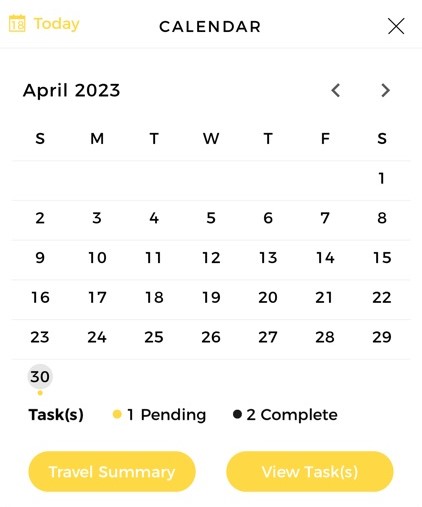 18 Today
CALENDAR
April 2023
S M T W T F S
1
2 3 4 5 6 7 8
9 10 11 12 13 14 15
16 17 18 19 20 21 22
23 24 25 26 27 28 29
30
Task(s) 1 Pending 2 Complete
Travel Summary View Task(s)